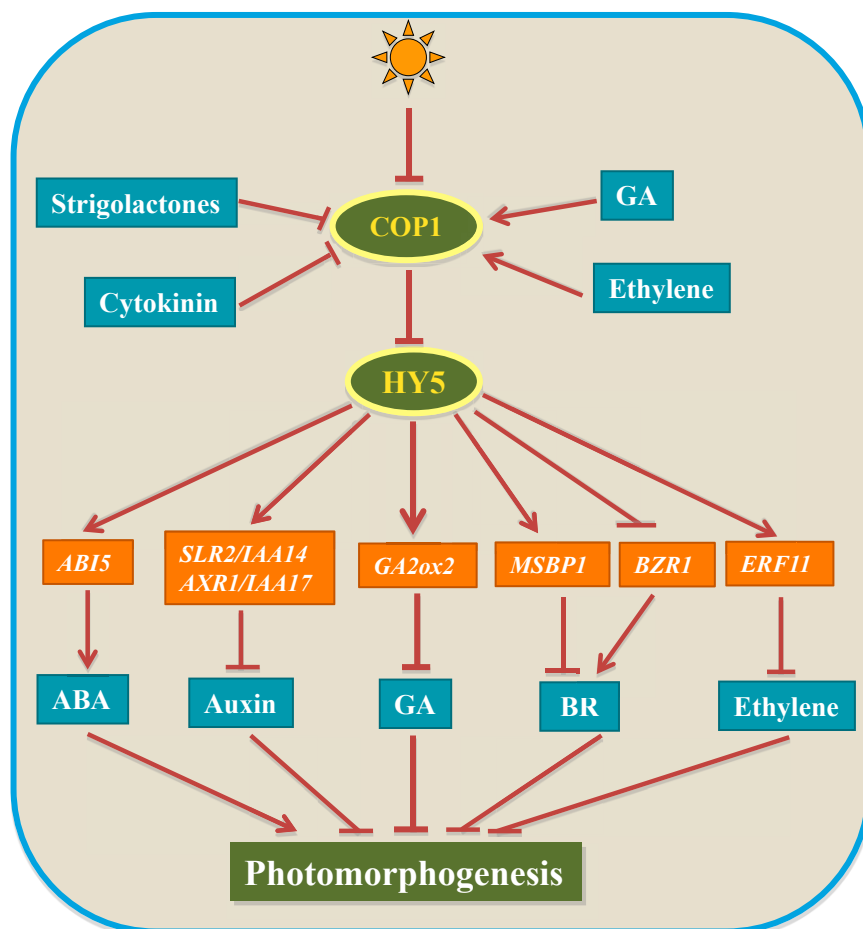 Strigolactones
GA
COP1
Cytokinin
Ethylene
HY5
ABI5
SLR2/IAA14
AXR1/IAA17
GA2ox2
MSBP1
BZR1
ERF11
ABA
Auxin
GA
BR
Ethylene
Photomorphogenesis